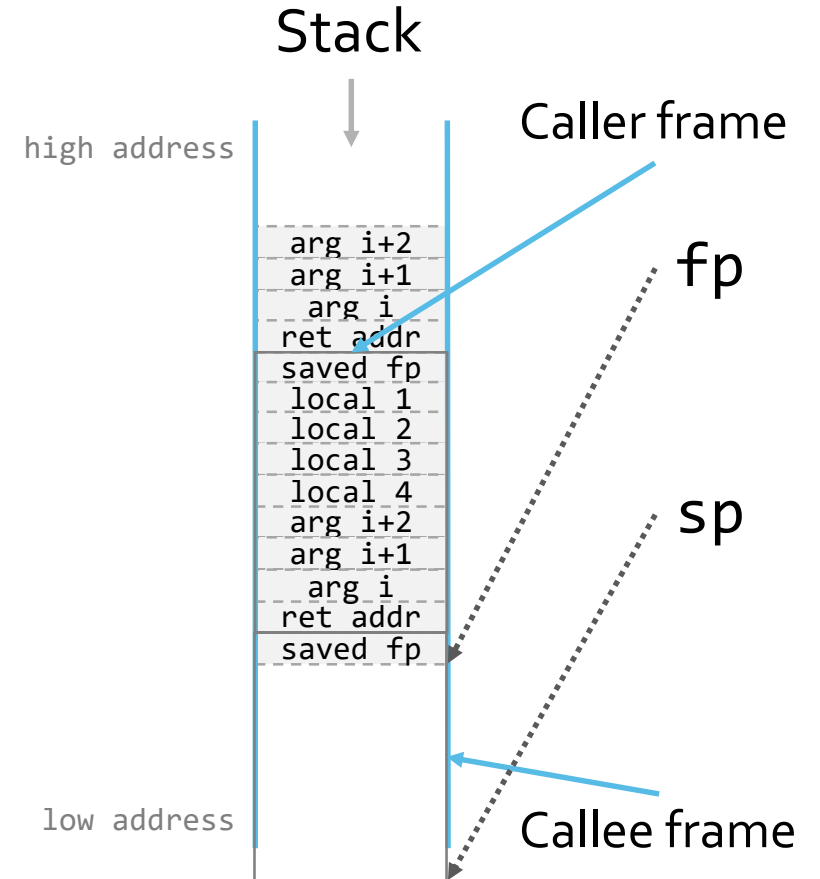 Stack
high address
Caller frame
arg i+2
arg i+1
arg i
ret addr
saved fp
local 1
local 2
local 3
local 4
arg i+2
arg i+1
arg i
ret addr
saved fp
fp
sp
low address
Callee frame